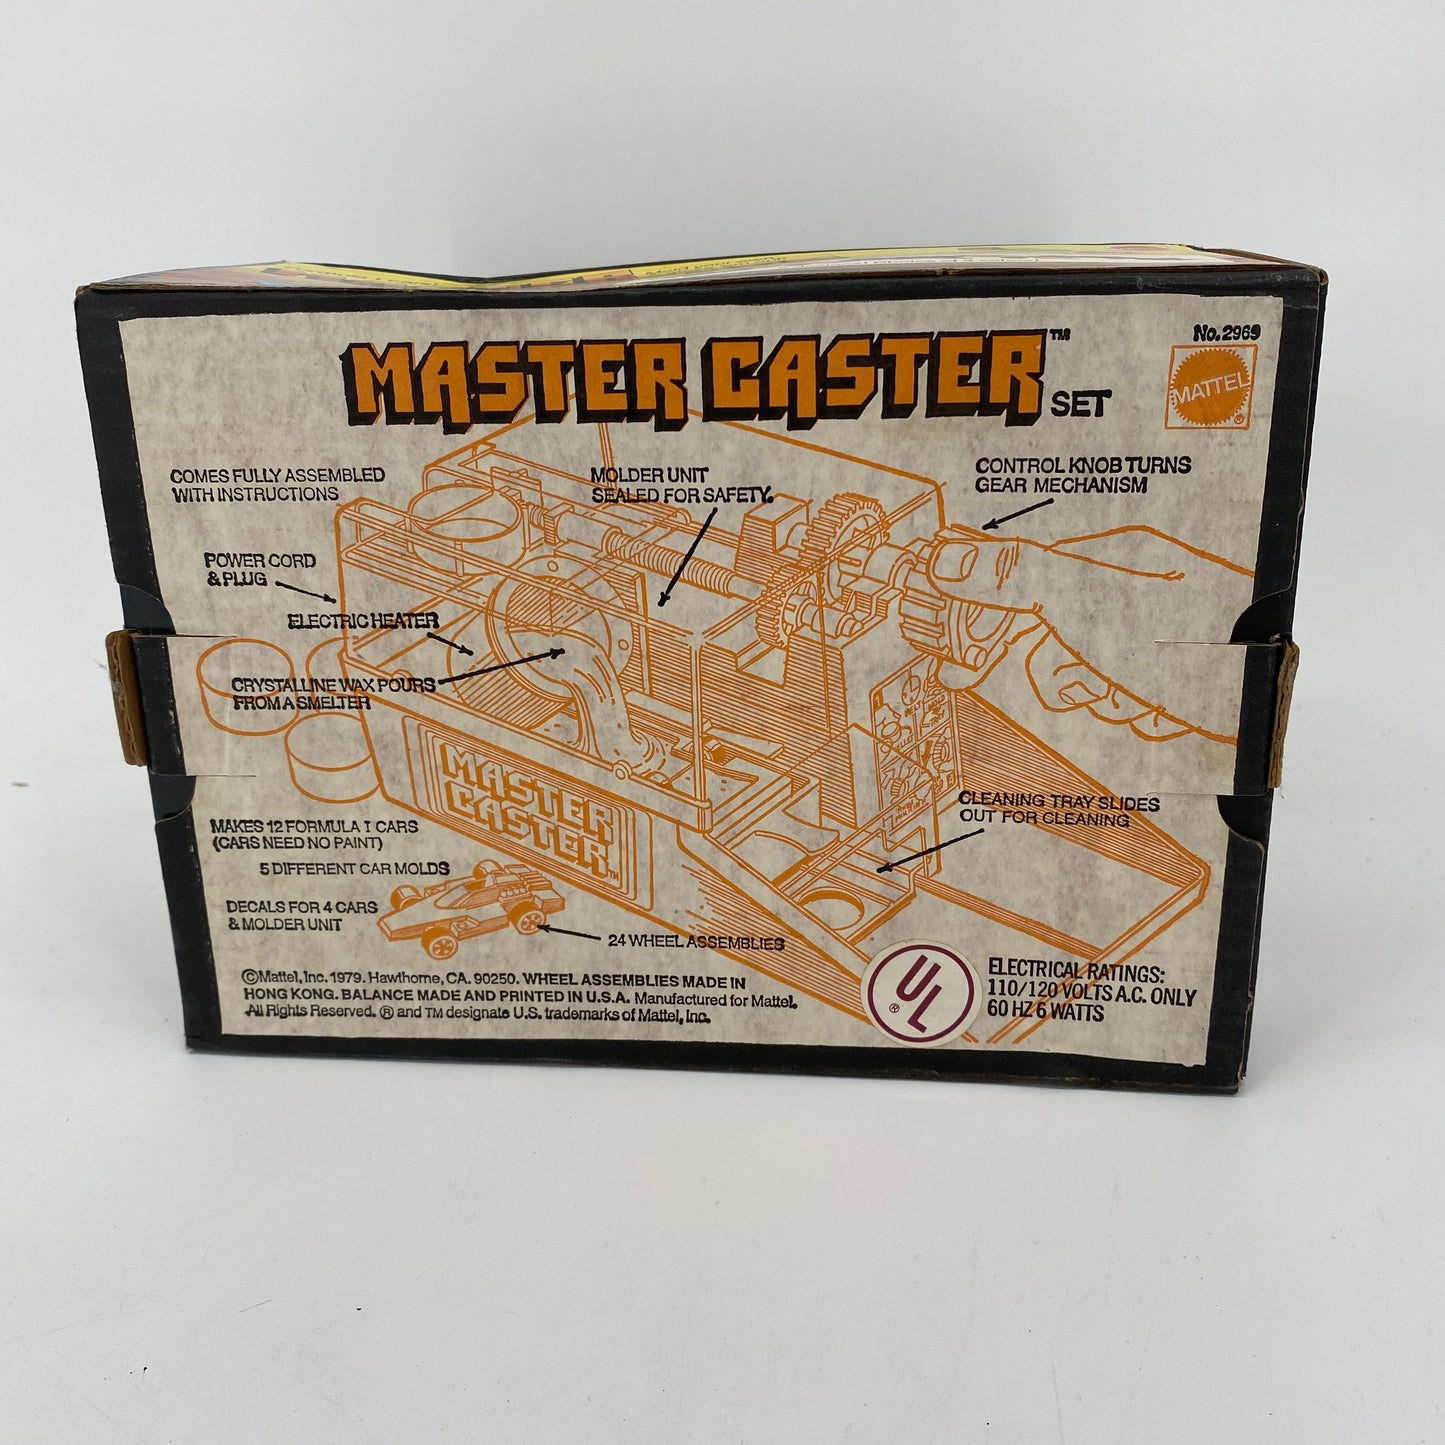 Mold your own
MASTER CASTER™ SET
No. 2969
MATTEL®
COMES FULLY ASSEMBLED
WITH INSTRUCTIONS
MOLDER UNIT
SEALED FOR SAFETY.
CONTROL KNOB TURNS
GEAR MECHANISM
POWER CORD
& PLUG
ELECTRIC HEATER
CRYSTALLINE WAX POURS
FROM A SMELTER
MASTER
CASTER™
CLEANING TRAY SLIDES
OUT FOR CLEANING
MAKES 12 FORMULA I CARS
(CARS NEED NO PAINT)
5 DIFFERENT CAR MOLDS
DECALS FOR 4 CARS
& MOLDER UNIT
24 WHEEL ASSEMBLIES
©Mattel, Inc. 1979. Hawthorne, CA. 90250. WHEEL ASSEMBLIES MADE IN
HONG KONG. BALANCE MADE AND PRINTED IN U.S.A. Manufactured for Mattel.
All Rights Reserved. ® and TM designate U.S. trademarks of Mattel, Inc.
UL®
ELECTRICAL RATINGS:
110/120 VOLTS A.C. ONLY
60 HZ 6 WATTS